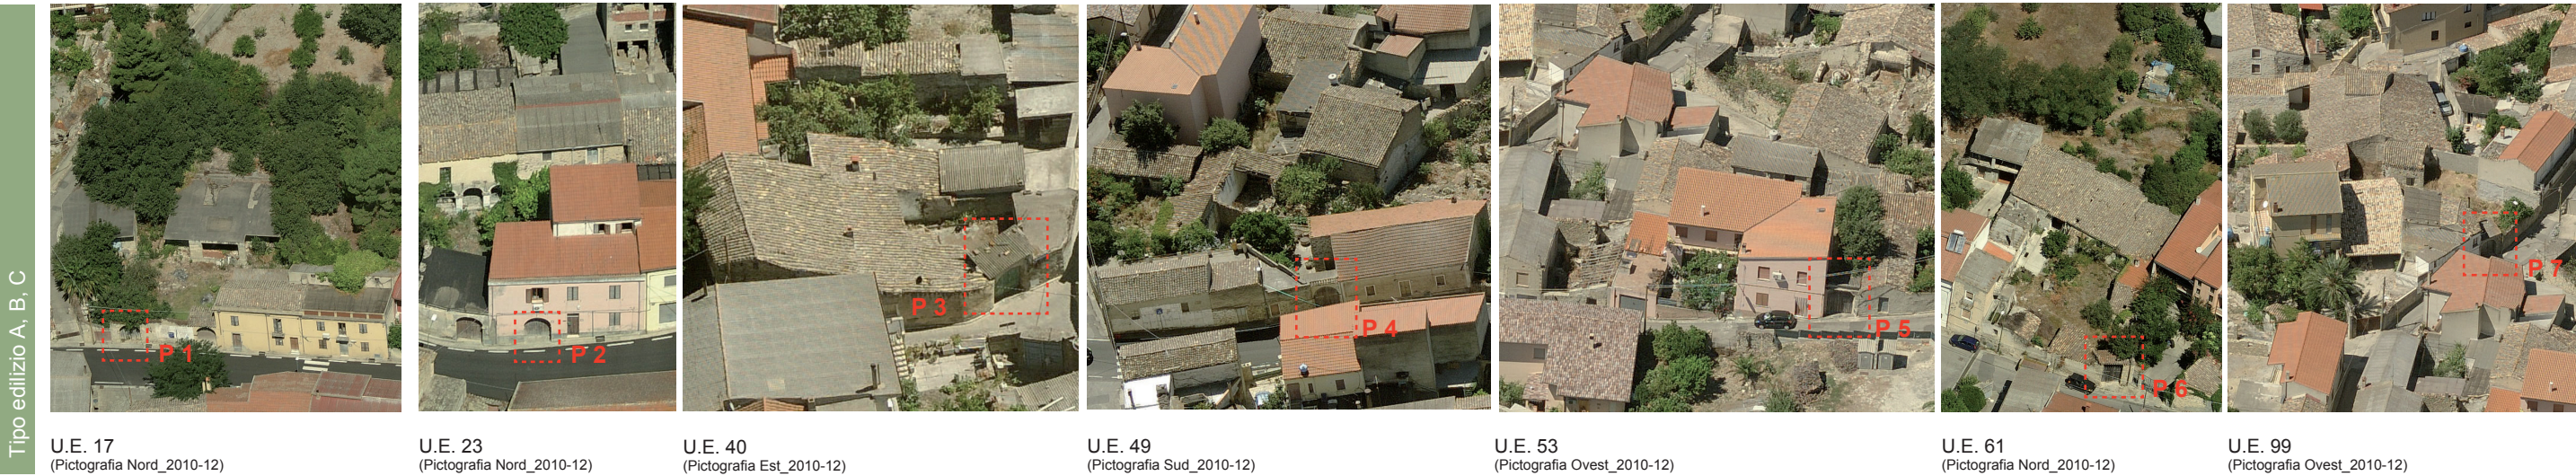 Tipo edilizio A, B, C
P 1
P 2
P 3
P 4
P 5
P 6
P 7
U.E. 17
(Pictografia Nord_2010-12)
U.E. 23
(Pictografia Nord_2010-12)
U.E. 40
(Pictografia Est_2010-12)
U.E. 49
(Pictografia Sud_2010-12)
U.E. 53
(Pictografia Ovest_2010-12)
U.E. 61
(Pictografia Nord_2010-12)
U.E. 99
(Pictografia Ovest_2010-12)